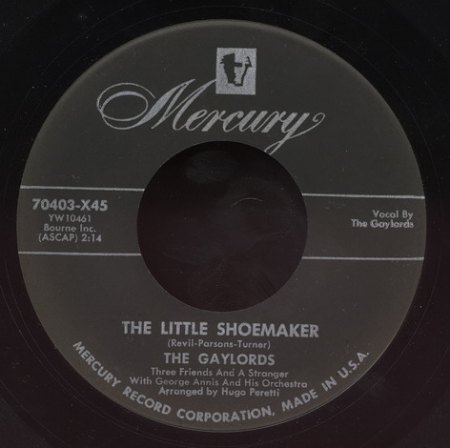 Mercury
70403-X45
YW10461
Bourne Inc.
(ASCAP) 2:14
Vocal By
The Gaylords
THE LITTLE SHOEMAKER
(Revil-Parsons-Turner)
THE GAYLORDS
Three Friends And A Stranger
With George Annis And His Orchestra
Arranged by Hugo Peretti
MERCURY RECORD CORPORATION, MADE IN U.S.A.